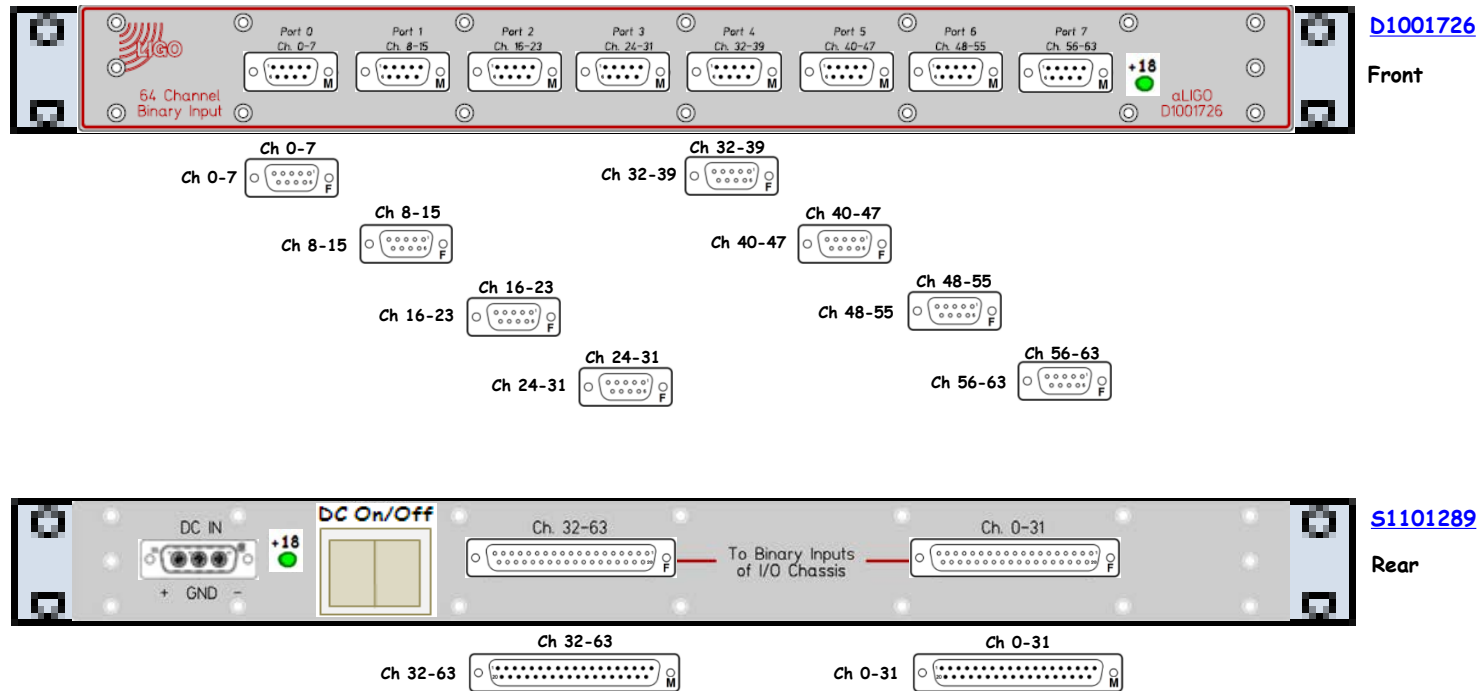 Port 0 Port 1 Port 2 Port 3 Port 4 Port 5 Port 6 Port 7
Ch. 0-7 Ch. 8-15 Ch. 16-23 Ch. 24-31 Ch. 32-39 Ch. 40-47 Ch. 48-55 Ch. 56-63
LIGO
M M M M M M M M
+18
64 Channel
Binary Input
aLIGO
D1001726
D1001726
Front
Ch 0-7
Ch 0-7
F
Ch 8-15
Ch 8-15
F
Ch 16-23
Ch 16-23
F
Ch 24-31
Ch 24-31
F
Ch 32-39
Ch 32-39
F
Ch 40-47
Ch 40-47
F
Ch 48-55
Ch 48-55
F
Ch 56-63
Ch 56-63
F
DC IN
+ GND -
+18
DC On/Off
Ch. 32-63
F
To Binary Inputs
of I/O Chassis
Ch. 0-31
F
S1101289
Rear
Ch 32-63
Ch 32-63
M
Ch 0-31
Ch 0-31
M